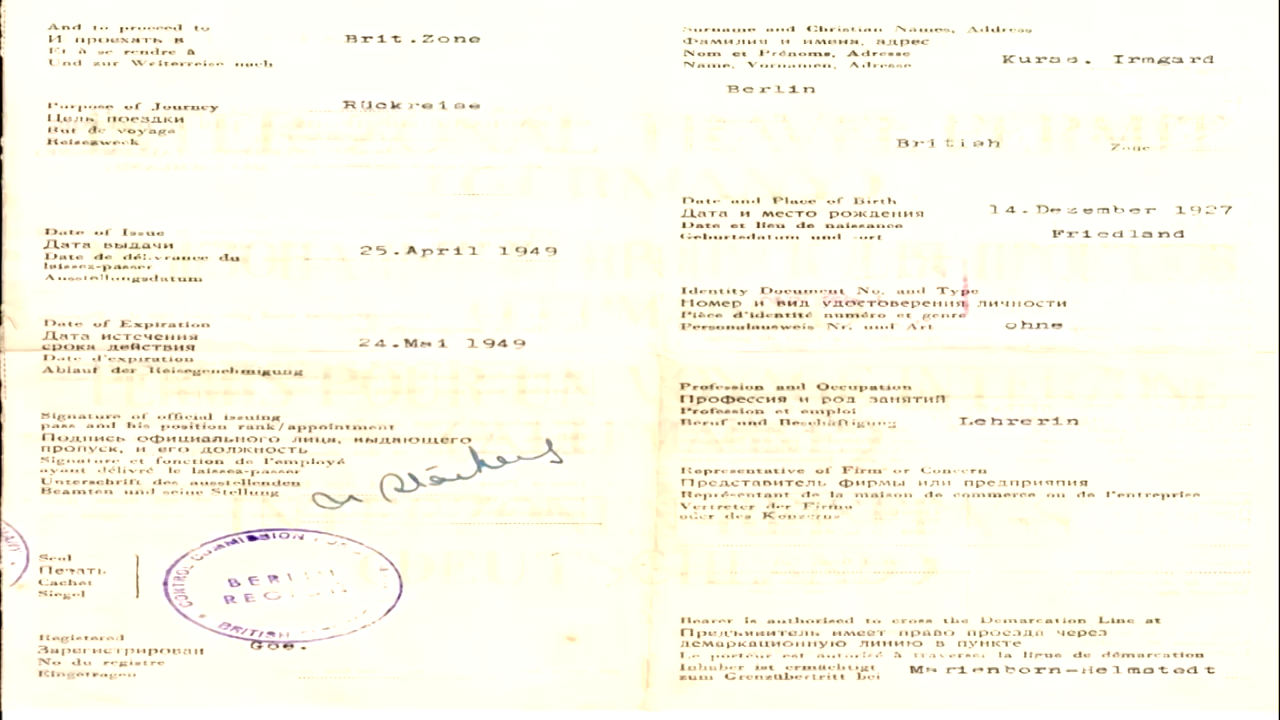 And to proceed to
И проехать в
Et à se rendre à
Und zur Weiterreise nach
Brit.Zone
Purpose of Journey
Цель поездки
But de voyage
Reisezweck
Rückreise
Date of Issue
Дата выдачи
Date de délivrance du
laissez-passer
Ausstellungsdatum
25.April 1949
Date of Expiration
Дата истечения
срока действия
Date d'expiration
Ablauf der Reisegenehmigung
24.Mai 1949
Signature of official issuing
pass and his position rank/appointment
Подпись официального лица, выдающего
пропуск, и его должность
Signature et fonction de l'employé
ayant délivré le laissez-passer
Unterschrift des ausstellenden
Beamten und seine Stellung
Seal
Печать
Cachet
Siegel
CONTROL COMMISSION
BERLIN
REGION
BRITISH
Registered
Зарегистрирован
No du registre
Eingetragen
Goe.
Surname and Christian Names, Address
Фамилия и имена, адрес
Nom et Prénoms, Adresse
Name, Vornamen, Adresse
Kuras. Irmgard
Berlin
British Zone
Date and Place of Birth
Дата и место рождения
Date et lieu de naissance
Geburtsdatum und -ort
14.Dezember 1927
Friedland
Identity Document No. and Type
Номер и вид удостоверения личности
Pièce d'identité numéro et genre
Personalausweis Nr. und Art
ohne
Profession and Occupation
Профессия и род занятий
Profession et emploi
Beruf und Beschäftigung
Lehrerin
Representative of Firm or Concern
Представитель фирмы или предприятия
Représentant de la maison de commerce ou de l'entreprise
Vertreter der Firma
oder des Konzerns
Bearer is authorised to cross the Demarcation Line at
Предъявитель имеет право проезда через
демаркационную линию в пункте
Le porteur est autorisé à traverser la ligne de démarcation
Inhaber ist ermächtigt
zum Grenzübertritt bei
Marienborn-Helmstedt